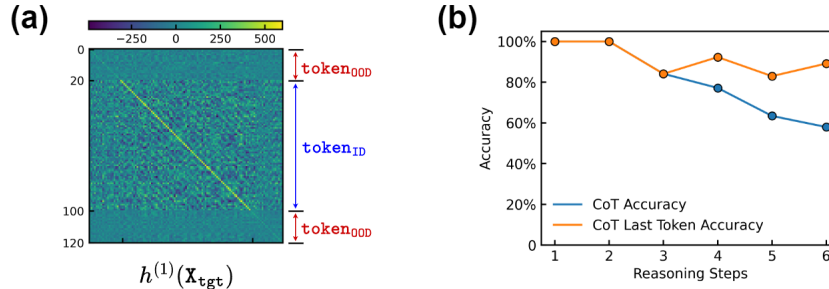 (a)
−250 0 250 500
0
20
100
120
token_OOD
token_ID
token_OOD
h^(1)(X_tgt)
(b)
100%
80%
60%
40%
20%
0
Accuracy
CoT Accuracy
CoT Last Token Accuracy
1 2 3 4 5 6
Reasoning Steps